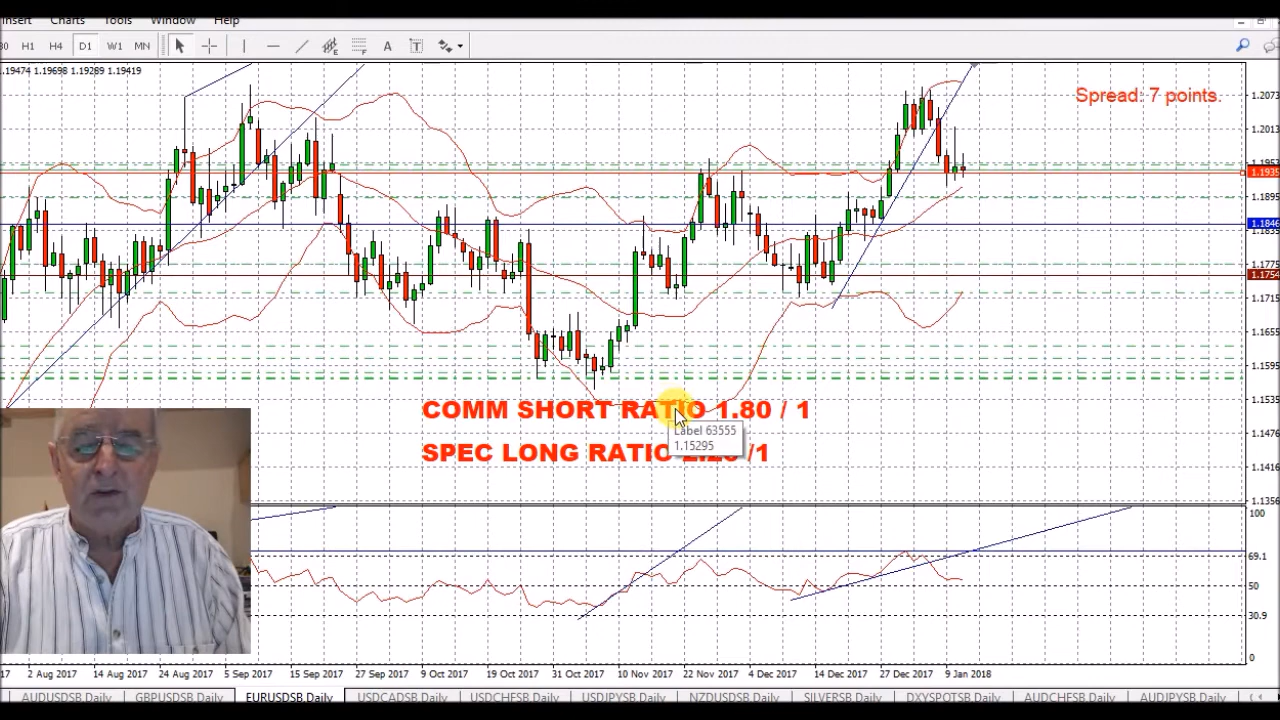 Insert Charts Tools Window Help
H1 H4 W1 MN
A T
1.19698 1.19289 1.19419
Spread: 7 points.
1.2073
1.2013
1.1953
1.1935
1.1895
1.1846
1.1835
1.1775
1.1754
1.1715
1.1655
1.1595
1.1535
COMM SHORT RATIO 1.80 / 1
Label 63555
1.15295
1.1476
SPEC LONG RATIO /1
1.1416
1.1356
100
69.1
50
30.9
0
2 Aug 2017 14 Aug 2017 24 Aug 2017 5 Sep 2017 15 Sep 2017 27 Sep 2017 9 Oct 2017 19 Oct 2017 31 Oct 2017 10 Nov 2017 22 Nov 2017 4 Dec 2017 14 Dec 2017 27 Dec 2017 9 Jan 2018
AUDUSDSB,Daily GBPUSDSB,Daily EURUSDSB,Daily USDCADSB,Daily USDCHFSB,Daily USDJPYSB,Daily NZDUSDSB,Daily SILVERSB,Daily DXYSPOTSB,Daily AUDCHFSB,Daily AUDJPYSB,Daily